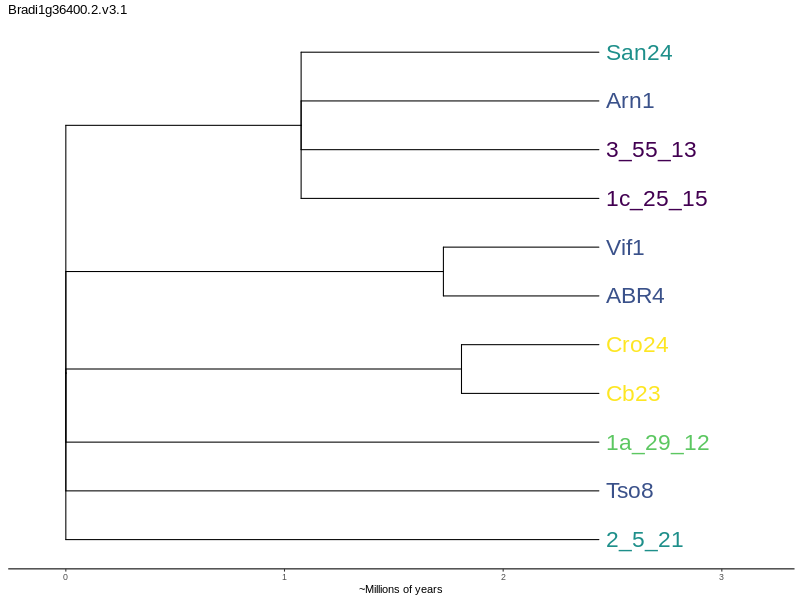 Bradi1g36400.2.v3.1
San24
Arn1
3_55_13
1c_25_15
Vif1
ABR4
Cro24
Cb23
1a_29_12
Tso8
2_5_21
0 1 2 3
~Millions of years